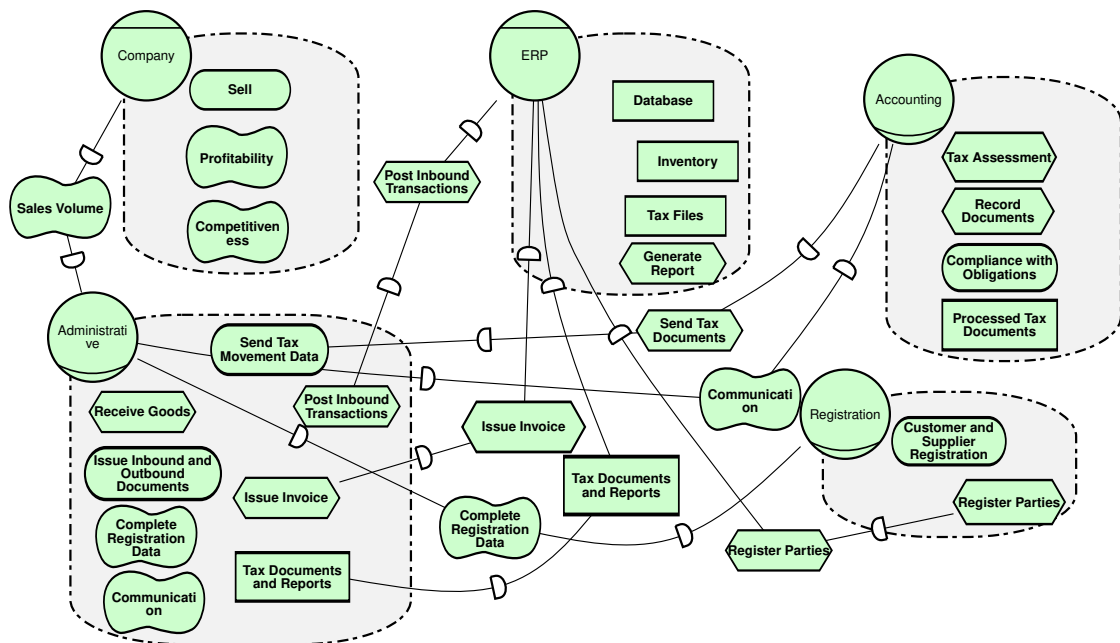 Company
Sell
Profitability
Competitiven
ess
Sales Volume
ERP
Database
Inventory
Tax Files
Generate
Report
Post Inbound
Transactions
Accounting
Tax Assessment
Record
Documents
Compliance with
Obligations
Processed Tax
Documents
Administrati
ve
Send Tax
Movement Data
Receive Goods
Post Inbound
Transactions
Issue Inbound and
Outbound
Documents
Issue Invoice
Complete
Registration
Data
Tax Documents
and Reports
Communicati
on
Send Tax
Documents
Communicati
on
Issue Invoice
Tax Documents
and Reports
Complete
Registration
Data
Register Parties
Registration
Customer and
Supplier
Registration
Register Parties